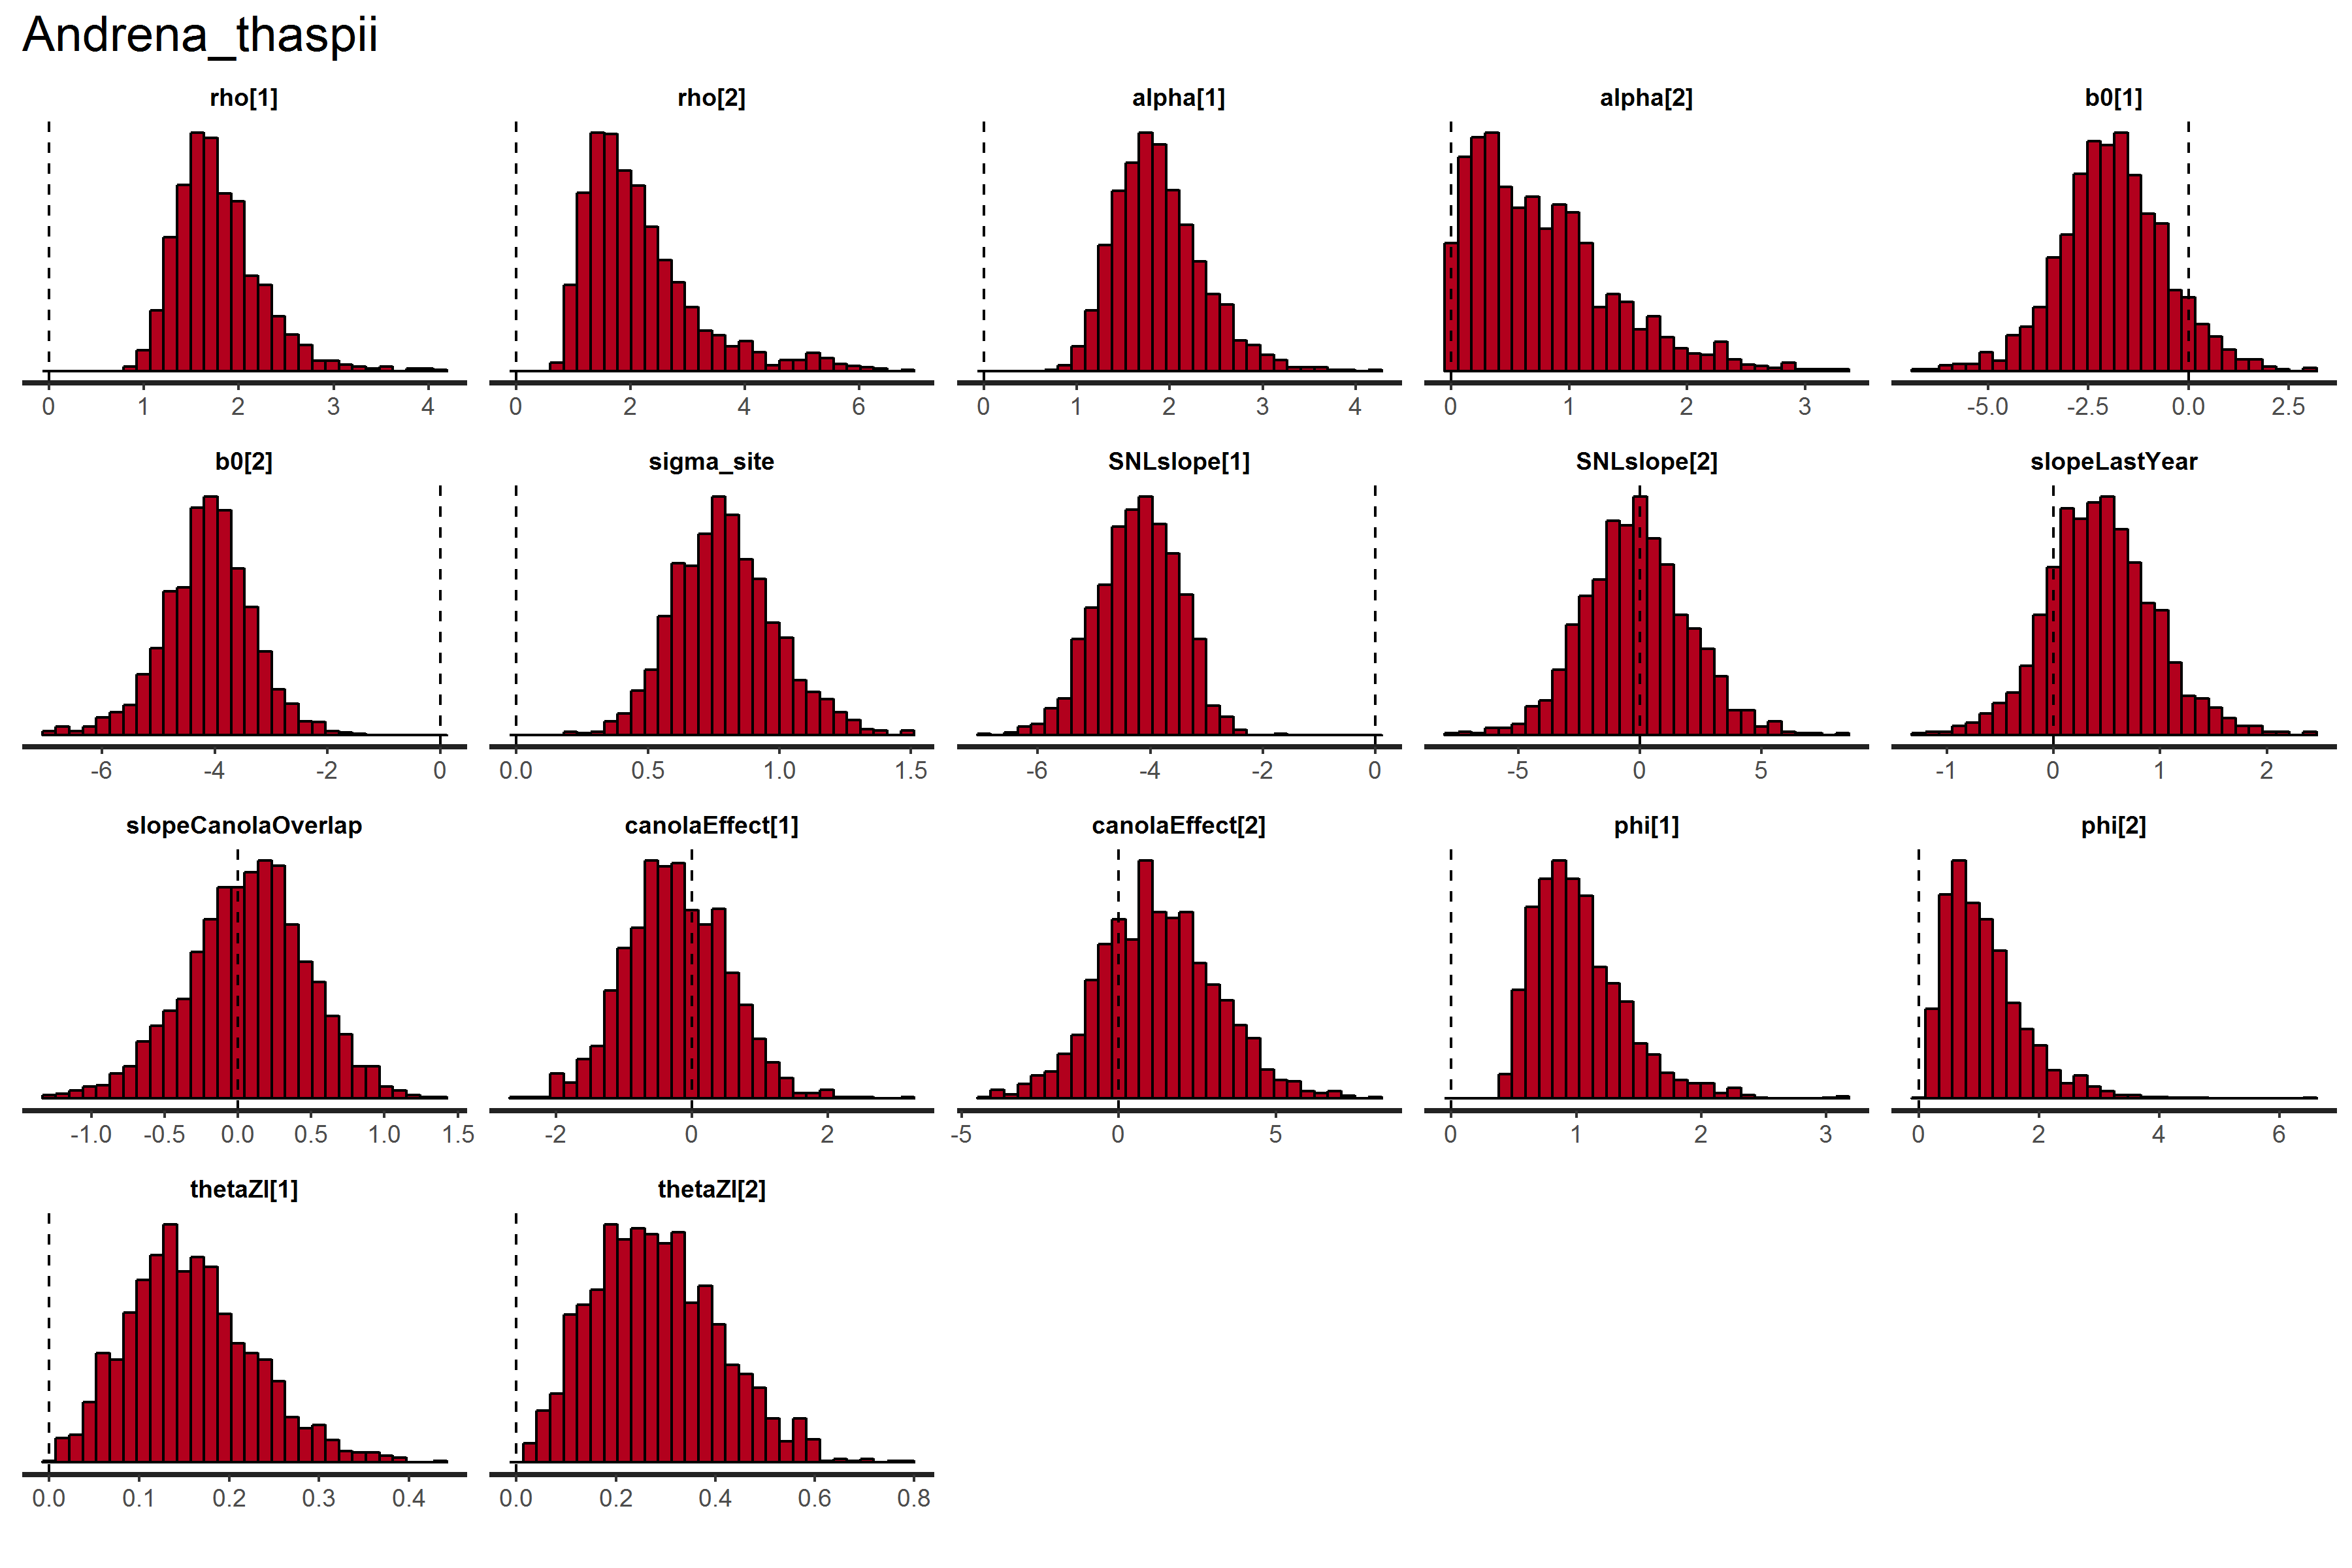 Andrena_thaspii
rho[1] rho[2] alpha[1] alpha[2] b0[1]
0 1 2 3 4 0 2 4 6 0 1 2 3 4 0 1 2 3 -5.0 -2.5 0.0 2.5
b0[2] sigma_site SNLslope[1] SNLslope[2] slopeLastYear
-6 -4 -2 0 0.0 0.5 1.0 1.5 -6 -4 -2 0 -5 0 5 -1 0 1 2
slopeCanolaOverlap canolaEffect[1] canolaEffect[2] phi[1] phi[2]
-1.0 -0.5 0.0 0.5 1.0 1.5 -2 0 2 -5 0 5 0 1 2 3 0 2 4 6
thetaZI[1] thetaZI[2]
0.0 0.1 0.2 0.3 0.4 0.0 0.2 0.4 0.6 0.8